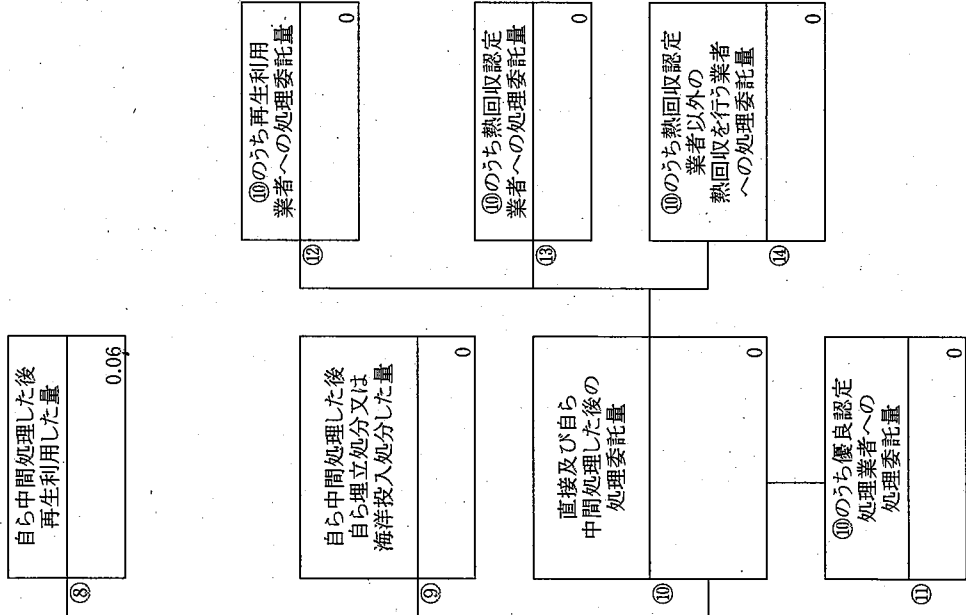 ⑧
自ら中間処理した後
再生利用した量
0.06
⑨
自ら中間処理した後
自ら埋立処分又は
海洋投入処分した量
0
⑩
直接及び自ら
中間処理した後の
処理委託量
0
⑪
⑩のうち優良認定
処理業者への
処理委託量
0
⑫
⑩のうち再生利用
業者への処理委託量
0
⑬
⑩のうち熱回収認定
業者への処理委託量
0
⑭
⑩のうち熱回収認定
業者以外の
熱回収を行う業者
への処理委託量
0